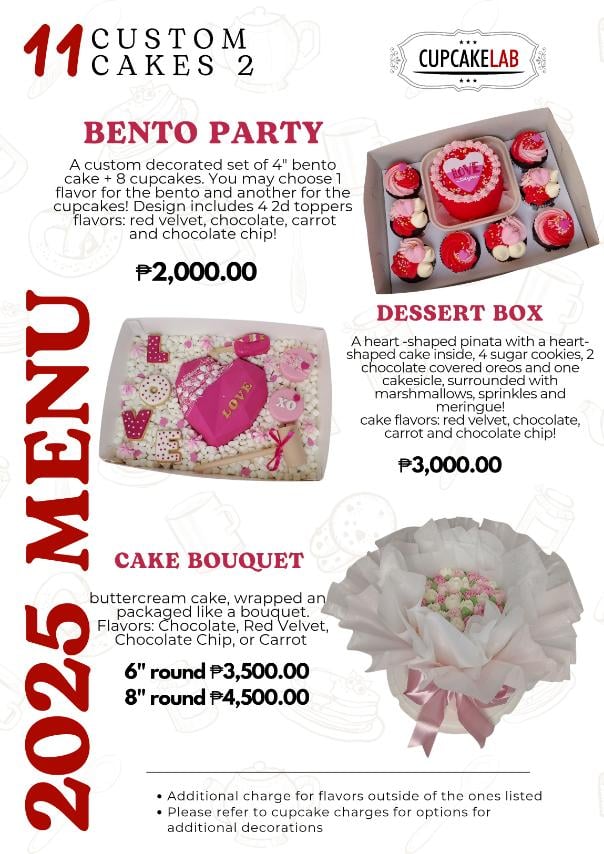 11 CUSTOM
CAKES 2
CUPCAKELAB
BENTO PARTY
A custom decorated set of 4" bento
cake + 8 cupcakes. You may choose 1
flavor for the bento and another for the
cupcakes! Design includes 4 2d toppers
flavors: red velvet, chocolate, carrot
and chocolate chip!
₱2,000.00
LOVE
DESSERT BOX
A heart -shaped pinata with a heart-
shaped cake inside, 4 sugar cookies, 2
chocolate covered oreos and one
cakesicle, surrounded with
marshmallows, sprinkles and
meringue!
cake flavors: red velvet, chocolate,
carrot and chocolate chip!
₱3,000.00
L
O
V
E
LOVE
XO
2025 MENU
CAKE BOUQUET
buttercream cake, wrapped an
packaged like a bouquet.
Flavors: Chocolate, Red Velvet,
Chocolate Chip, or Carrot
6" round ₱3,500.00
8" round ₱4,500.00
• Additional charge for flavors outside of the ones listed
• Please refer to cupcake charges for options for
additional decorations